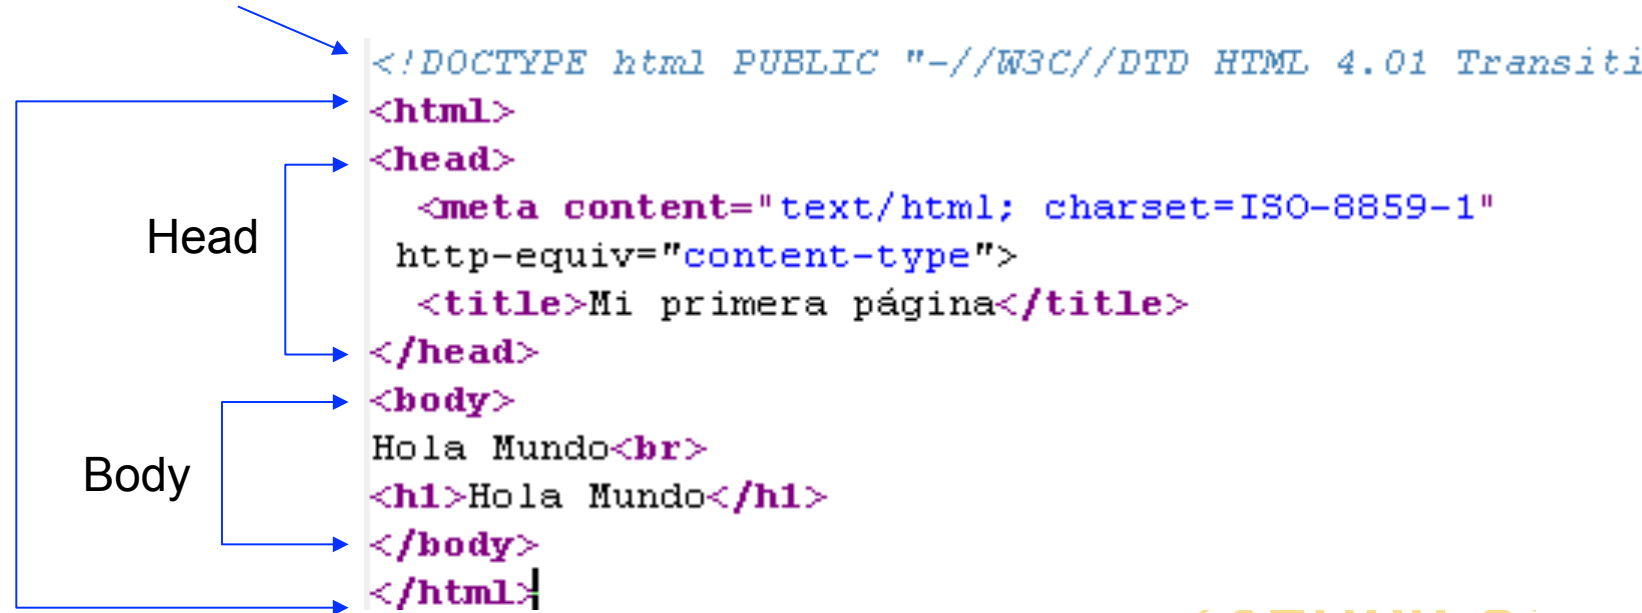 <!DOCTYPE html PUBLIC "-//W3C//DTD HTML 4.01 Transiti
<html>
<head>
<meta content="text/html; charset=ISO-8859-1"
Head
http-equiv="content-type">
<title>Mi primera página</title>
</head>
<body>
Hola Mundo<br>
Body
<h1>Hola Mundo</h1>
</body>
</html>